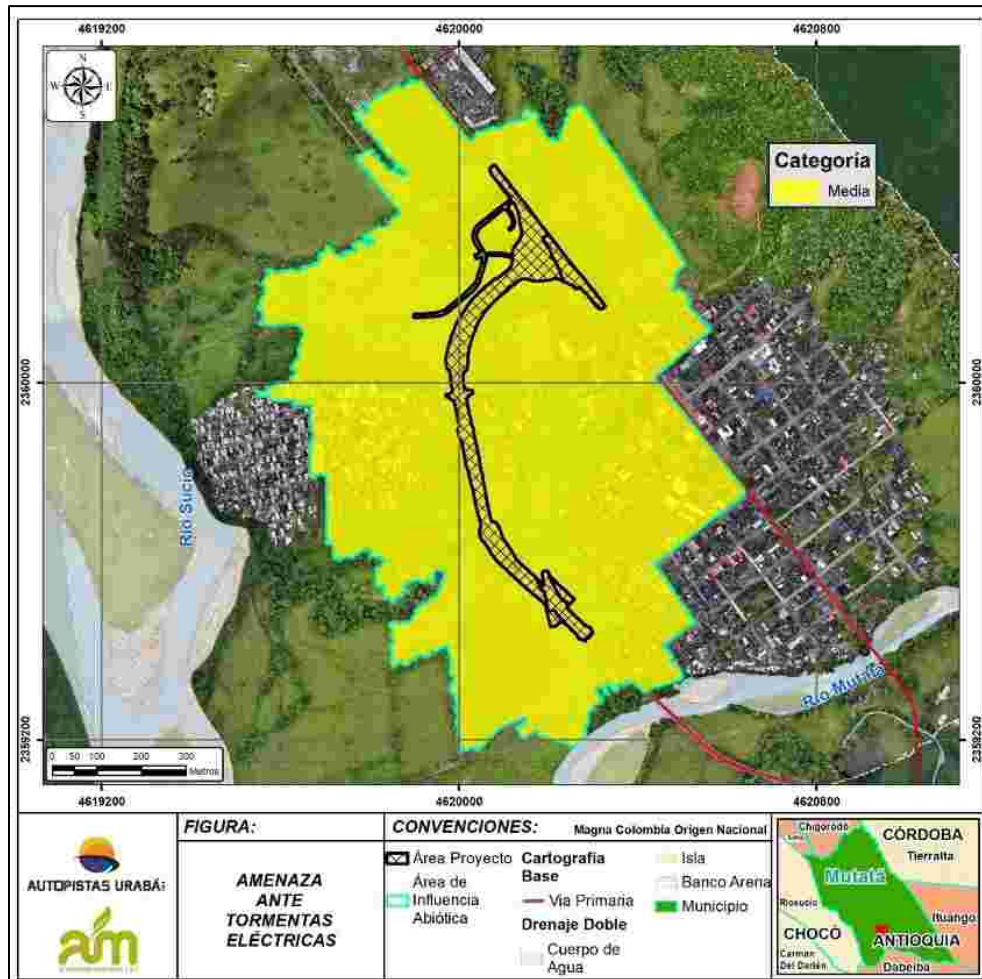 4619200
4620000
4620800
N
W
E
S
Categoría
Media
2360000
2360000
Río Sucio
Río Mutatá
2359200
2359200
0 50 100 200 300
Metros
4619200
4620000
4620800
AUTOPISTAS URABÁ
FIGURA:
AMENAZA
ANTE
TORMENTAS
ELÉCTRICAS
CONVENCIONES:
Magna Colombia Origen Nacional
Área Proyecto
Área de
Influencia
Abiótica
Cartografía
Base
Vía Primaria
Drenaje Doble
Cuerpo de
Agua
Isla
Banco Arena
Municipio
Chigorodó
CÓRDOBA
Tierralta
Mutatá
Riosucio
Ituango
CHOCÓ
ANTIOQUIA
Carmen
Del Darién
Dabeiba